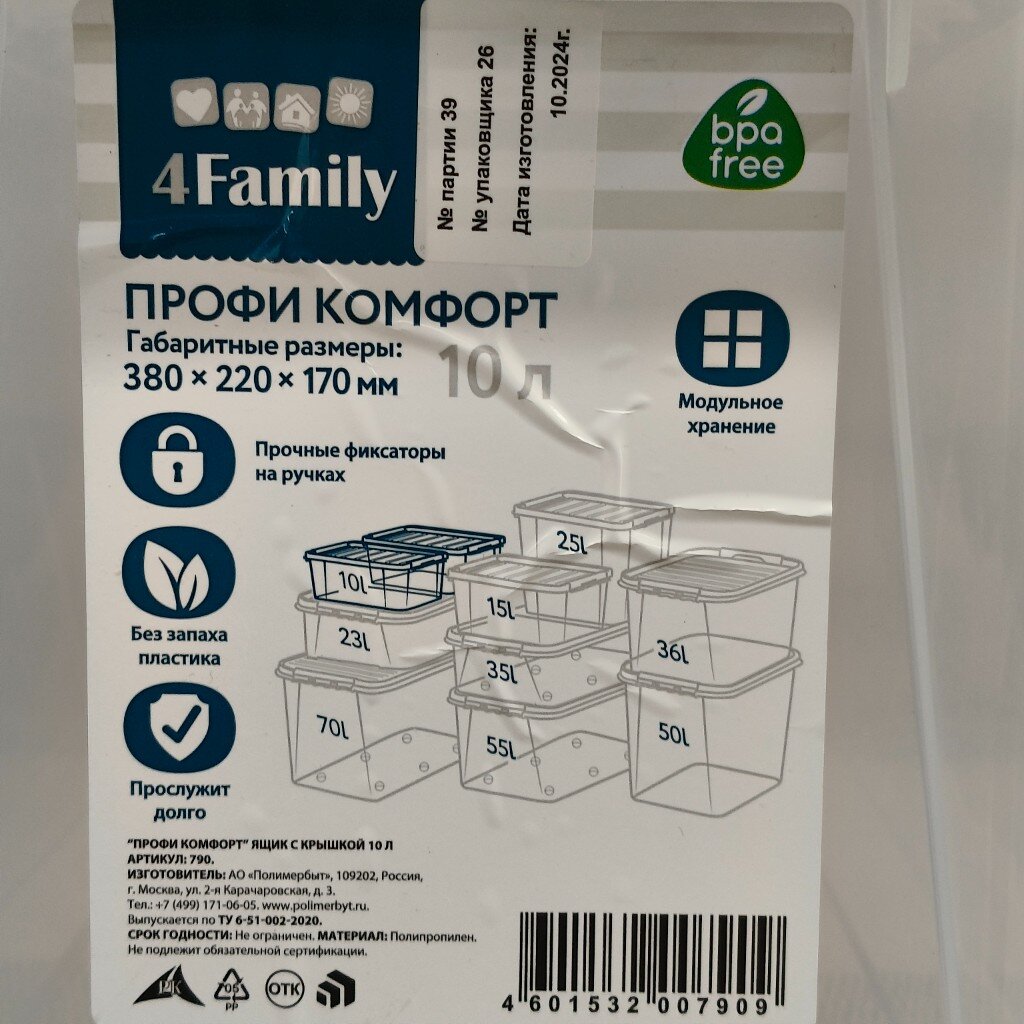 4Family
№ партии 39
№ упаковщика 26
Дата изготовления:
10.2024г.
bpa
free
ПРОФИ КОМФОРТ
Габаритные размеры:
380 × 220 × 170 мм
10 л
Модульное
хранение
Прочные фиксаторы
на ручках
Без запаха
пластика
Прослужит
долго
25l
10l
15l
23l
36l
35l
70l
55l
50l
"ПРОФИ КОМФОРТ" ЯЩИК С КРЫШКОЙ 10 Л
АРТИКУЛ: 790.
ИЗГОТОВИТЕЛЬ: АО «Полимербыт», 109202, Россия,
г. Москва, ул. 2-я Карачаровская, д. 3.
Тел.: +7 (499) 171-06-05. www.polimerbyt.ru.
Выпускается по ТУ 6-51-002-2020.
СРОК ГОДНОСТИ: Не ограничен. МАТЕРИАЛ: Полипропилен.
Не подлежит обязательной сертификации.
05
PP
ОТК
4 601532 007909